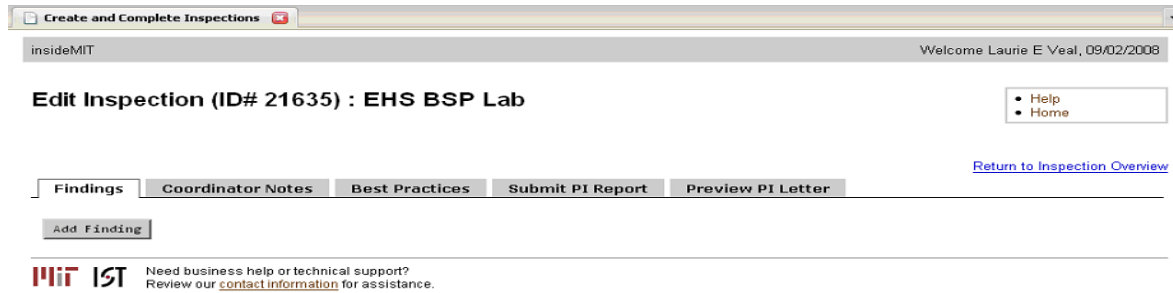 Create and Complete Inspections
insideMIT
Welcome Laurie E Veal, 09/02/2008
Edit Inspection (ID# 21635) : EHS BSP Lab
Help
Home
Return to Inspection Overview
Findings Coordinator Notes Best Practices Submit PI Report Preview PI Letter
Add Finding
MIT IST
Need business help or technical support?
Review our contact information for assistance.